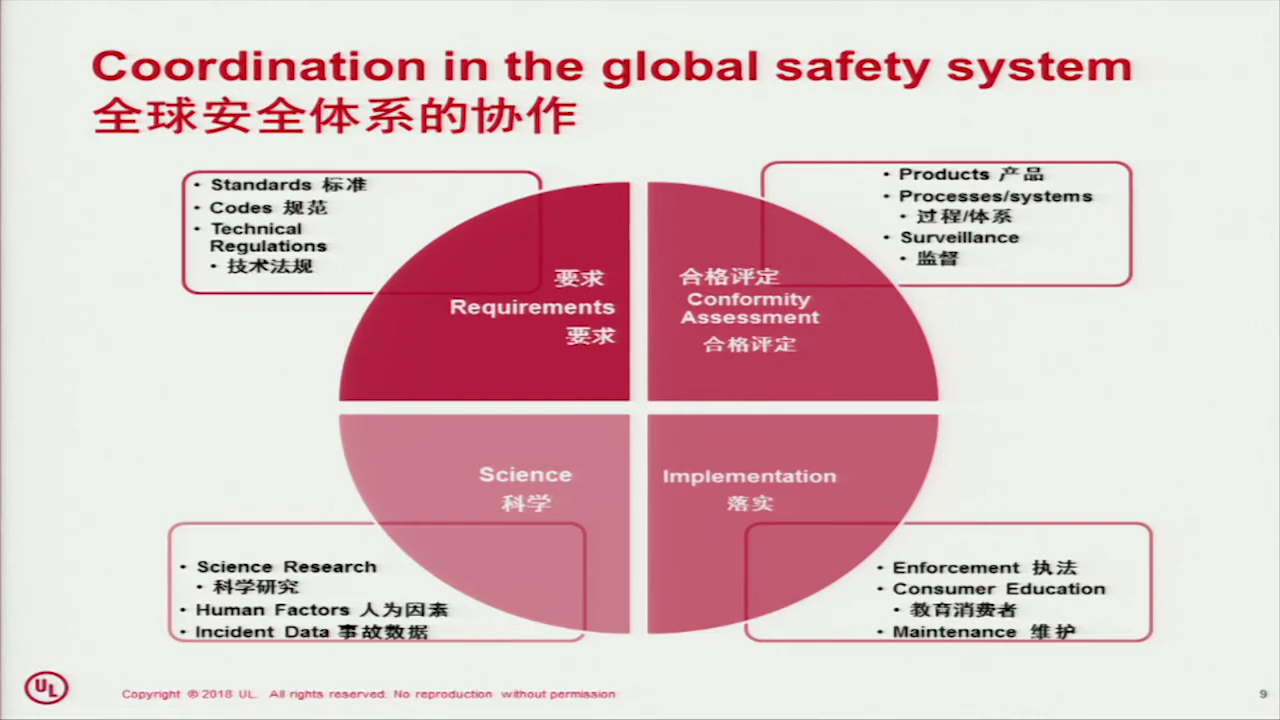 Coordination in the global safety system
全球安全体系的协作
• Standards 标准
• Codes 规范
• Technical
Regulations
• 技术法规
• Products 产品
• Processes/systems
• 过程/体系
• Surveillance
• 监督
要求
Requirements
要求
合格评定
Conformity
Assessment
合格评定
Science
科学
Implementation
落实
• Science Research
• 科学研究
• Human Factors 人为因素
• Incident Data 事故数据
• Enforcement 执法
• Consumer Education
• 教育消费者
• Maintenance 维护
UL
Copyright ® 2018 UL. All rights reserved. No reproduction without permission
9